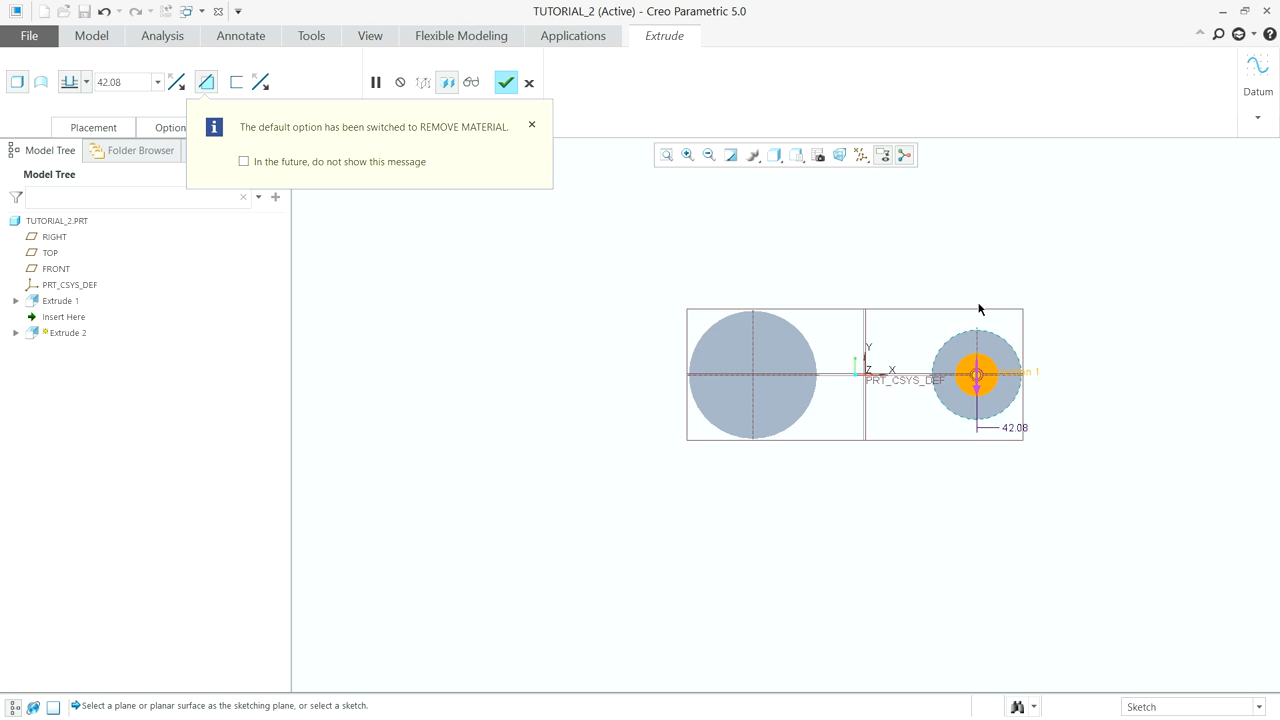 TUTORIAL_2 (Active) - Creo Parametric 5.0
File Model Analysis Annotate Tools View Flexible Modeling Applications Extrude
42.08
Datum
Placement Option
The default option has been switched to REMOVE MATERIAL.
In the future, do not show this message
Model Tree Folder Browser
Model Tree
TUTORIAL_2.PRT
RIGHT
TOP
FRONT
PRT_CSYS_DEF
Extrude 1
Insert Here
Extrude 2
Y
Z X
PRT_CSYS_DEF
42.08
Select a plane or planar surface as the sketching plane, or select a sketch.
Sketch